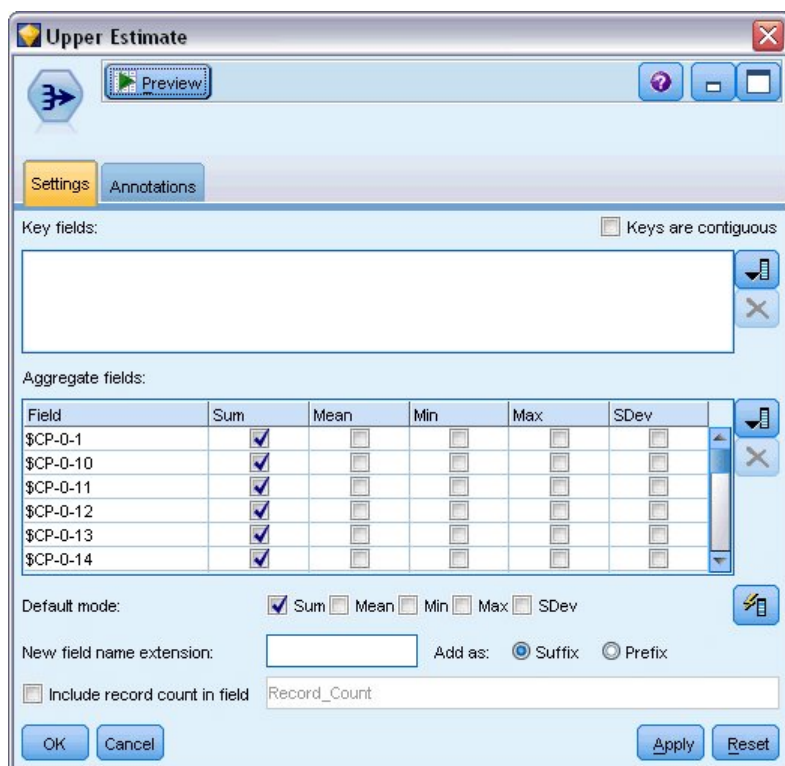 Upper Estimate
Preview
Settings Annotations
Key fields: Keys are contiguous
Aggregate fields:
Field Sum Mean Min Max SDev
$CP-0-1
$CP-0-10
$CP-0-11
$CP-0-12
$CP-0-13
$CP-0-14
Default mode: Sum Mean Min Max SDev
New field name extension: Add as: Suffix Prefix
Include record count in field Record_Count
OK Cancel Apply Reset